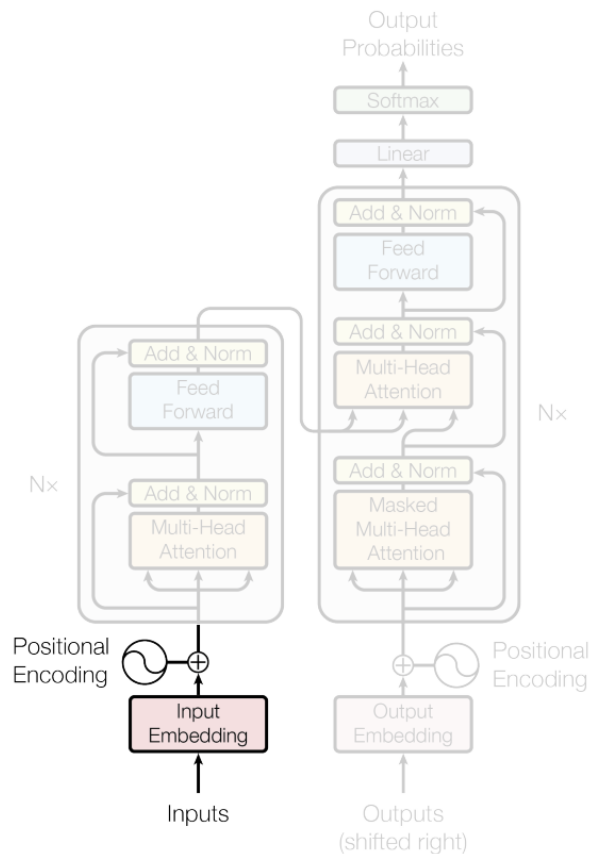 Output
Probabilities
Softmax
Linear
Add & Norm
Feed
Forward
Add & Norm
Multi-Head
Attention
Add & Norm
Masked
Multi-Head
Attention
N×
Positional
Encoding
Output
Embedding
Outputs
(shifted right)
Add & Norm
Feed
Forward
Add & Norm
Multi-Head
Attention
N×
Positional
Encoding
Input
Embedding
Inputs